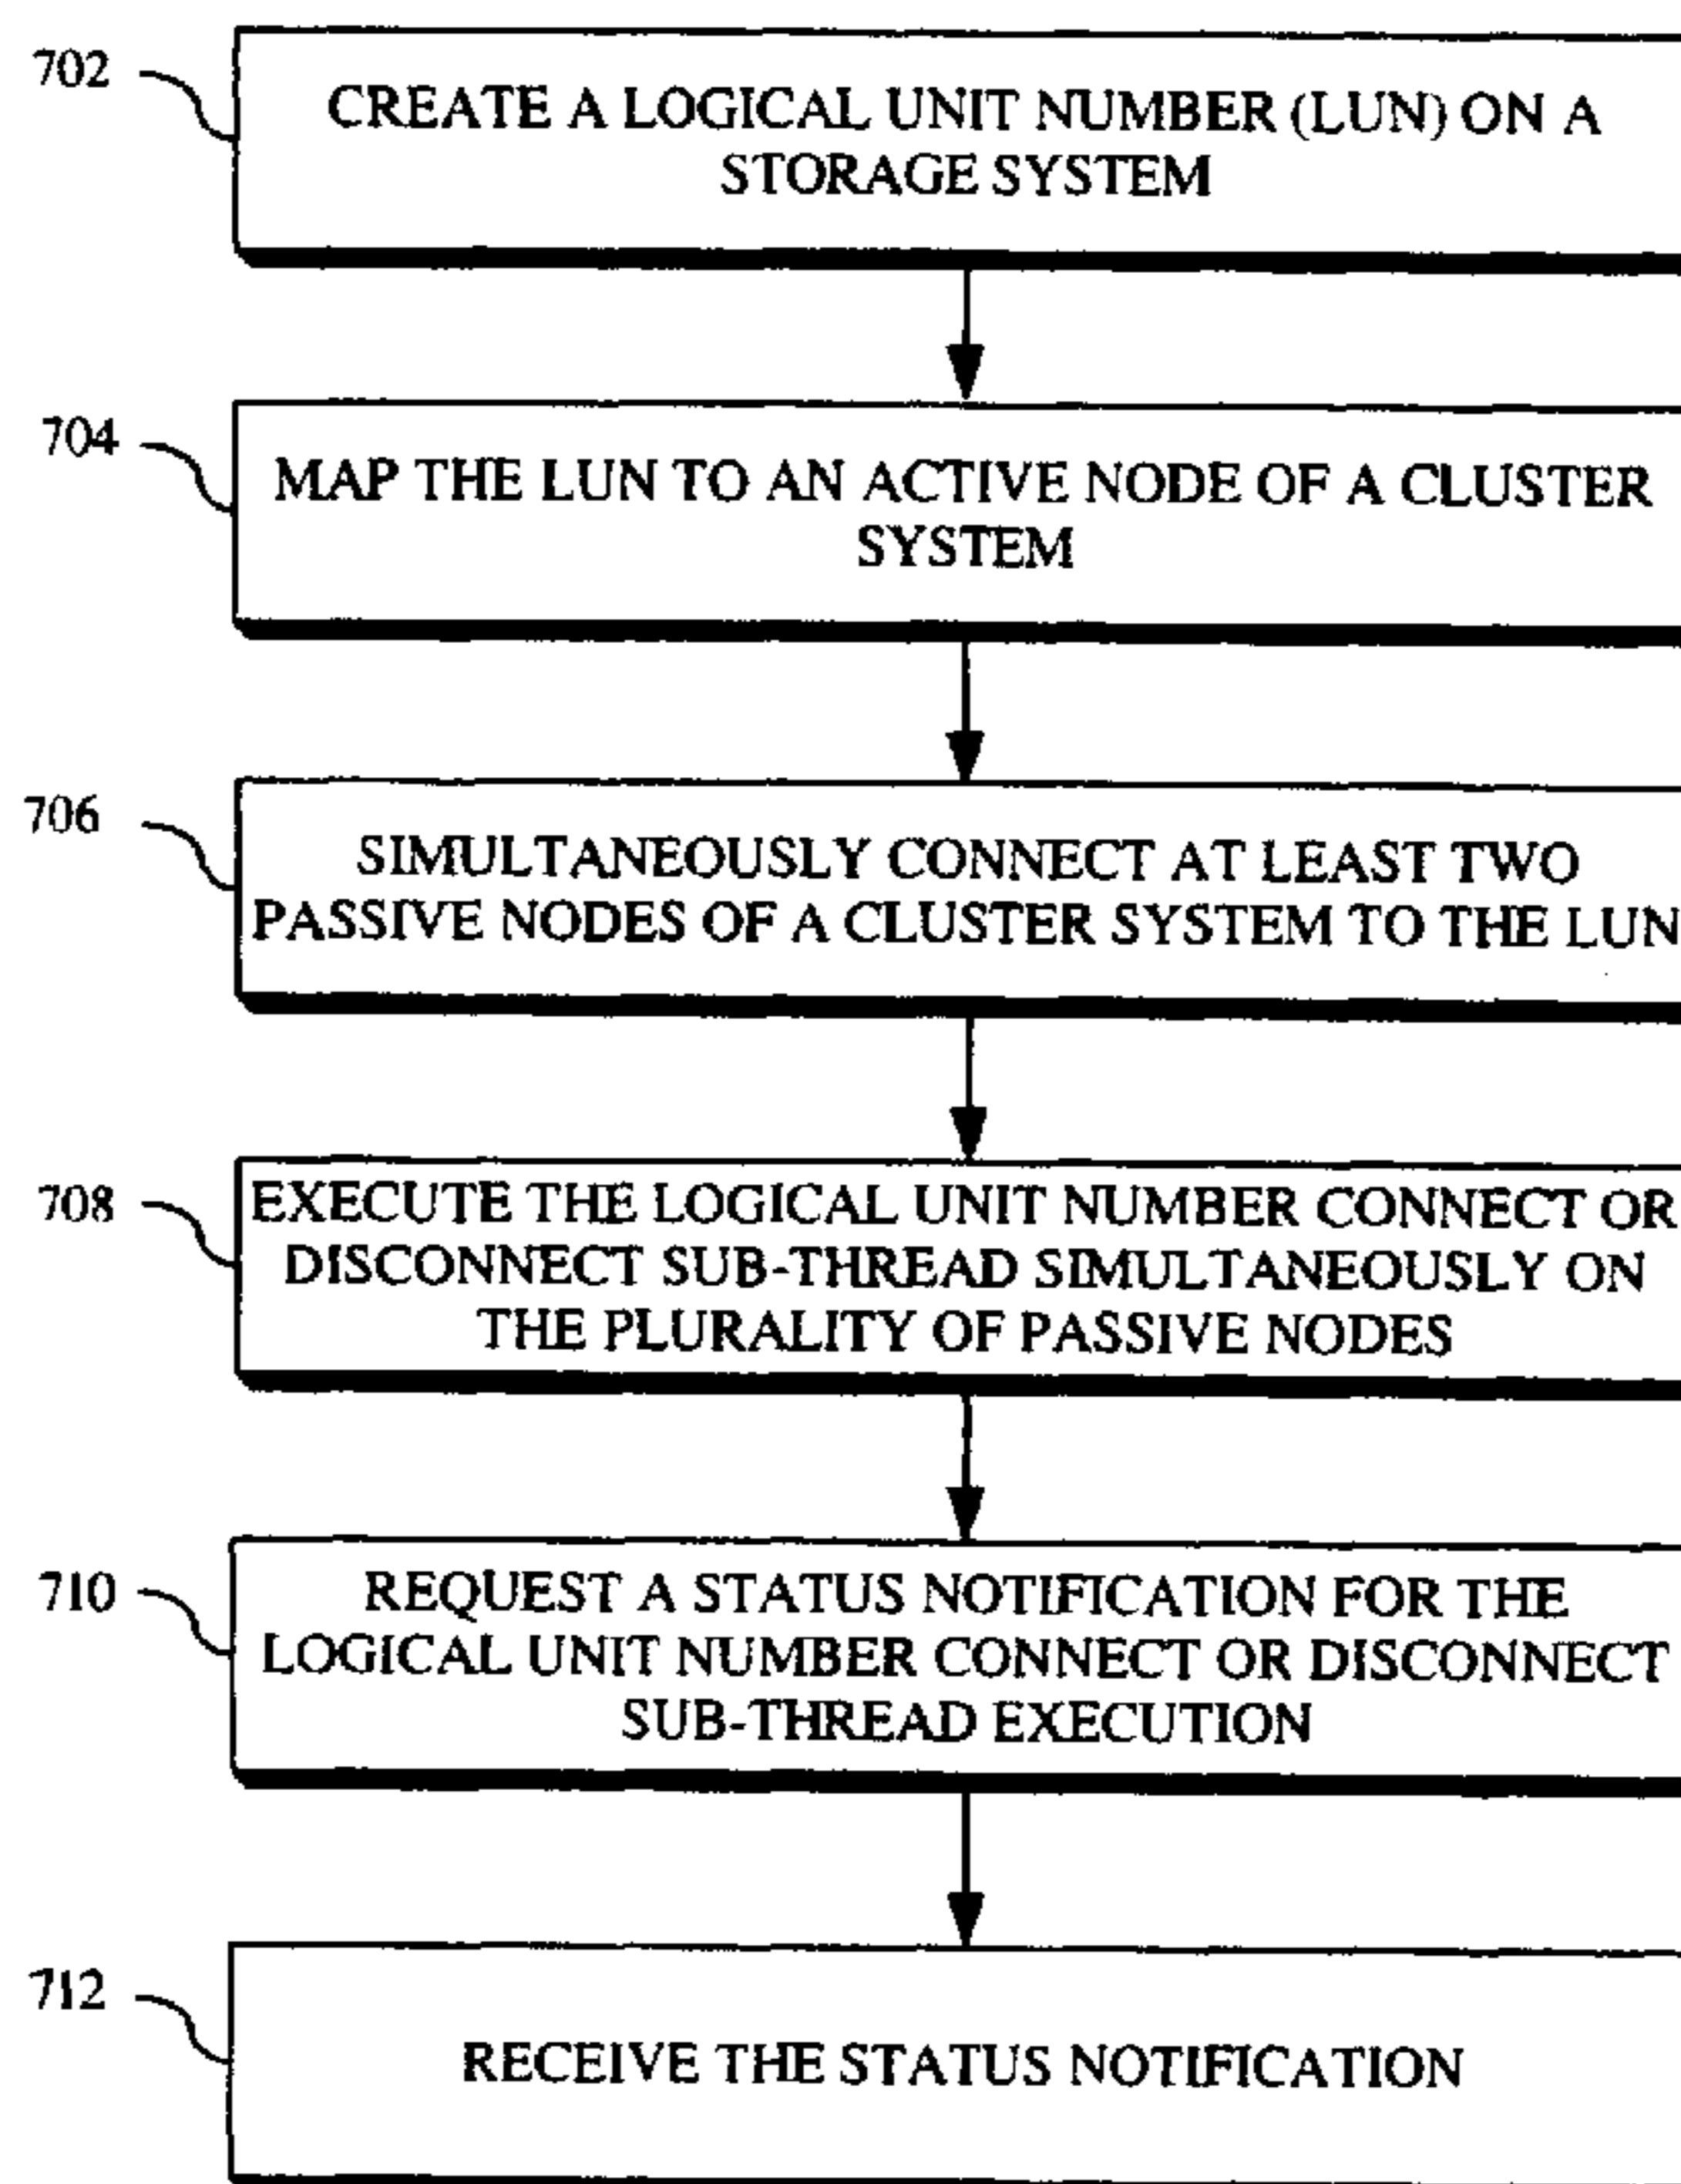 702
CREATE A LOGICAL UNIT NUMBER (LUN) ON A
STORAGE SYSTEM
704
MAP THE LUN TO AN ACTIVE NODE OF A CLUSTER
SYSTEM
706
SIMULTANEOUSLY CONNECT AT LEAST TWO
PASSIVE NODES OF A CLUSTER SYSTEM TO THE LUN
708
EXECUTE THE LOGICAL UNIT NUMBER CONNECT OR
DISCONNECT SUB-THREAD SIMULTANEOUSLY ON
THE PLURALITY OF PASSIVE NODES
710
REQUEST A STATUS NOTIFICATION FOR THE
LOGICAL UNIT NUMBER CONNECT OR DISCONNECT
SUB-THREAD EXECUTION
712
RECEIVE THE STATUS NOTIFICATION